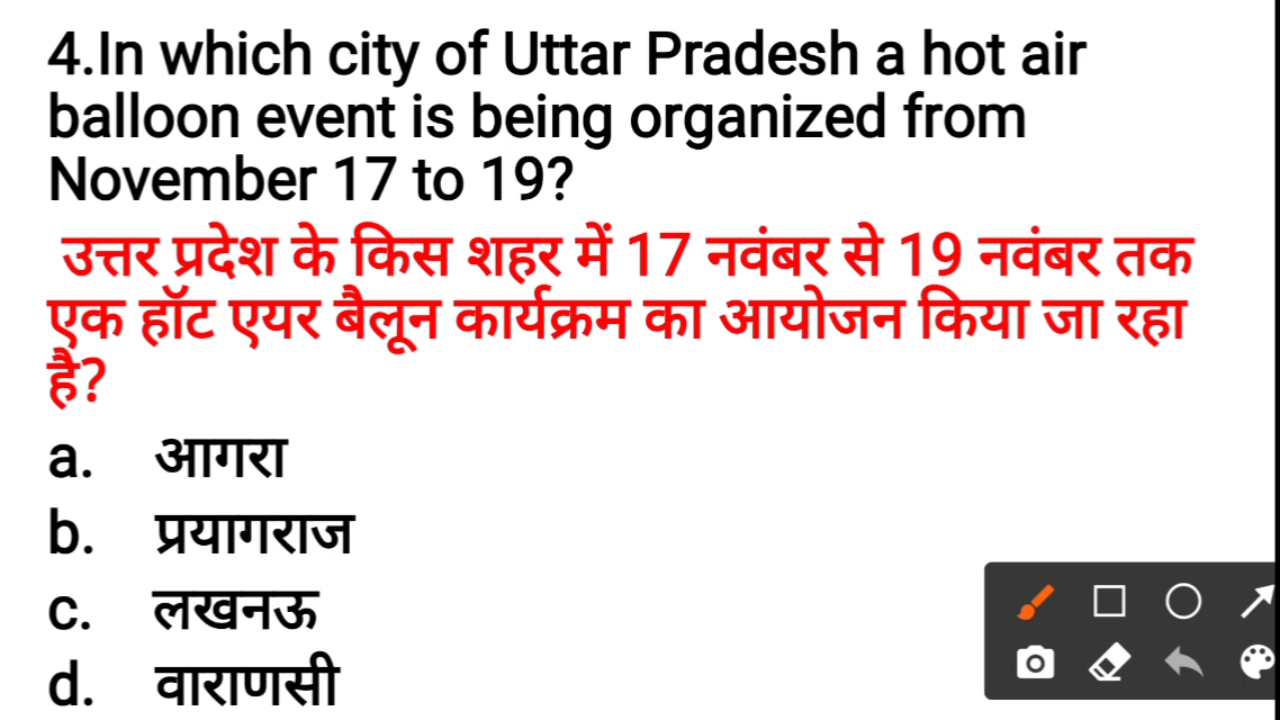 4.In which city of Uttar Pradesh a hot air
balloon event is being organized from
November 17 to 19?
उत्तर प्रदेश के किस शहर में 17 नवंबर से 19 नवंबर तक
एक हॉट एयर बैलून कार्यक्रम का आयोजन किया जा रहा
है?
a. आगरा
b. प्रयागराज
c. लखनऊ
d. वाराणसी